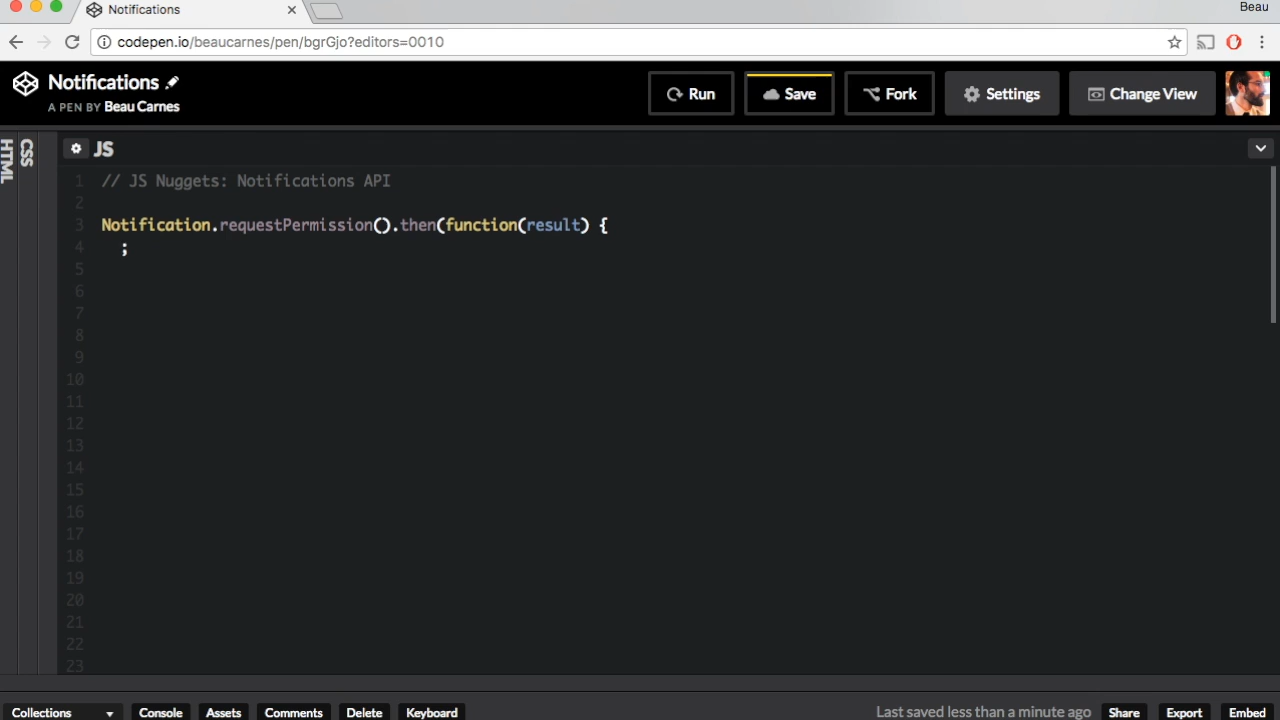 Notifications
Beau
codepen.io/beaucarnes/pen/bgrGjo?editors=0010
Notifications
A PEN BY Beau Carnes
Run
Save
Fork
Settings
Change View
HTML
CSS
JS
1 // JS Nuggets: Notifications API
2
3 Notification.requestPermission().then(function(result) {
4 ;
5
6
7
8
9
10
11
12
13
14
15
16
17
18
19
20
21
22
23
Collections
Console
Assets
Comments
Delete
Keyboard
Last saved less than a minute ago
Share
Export
Embed